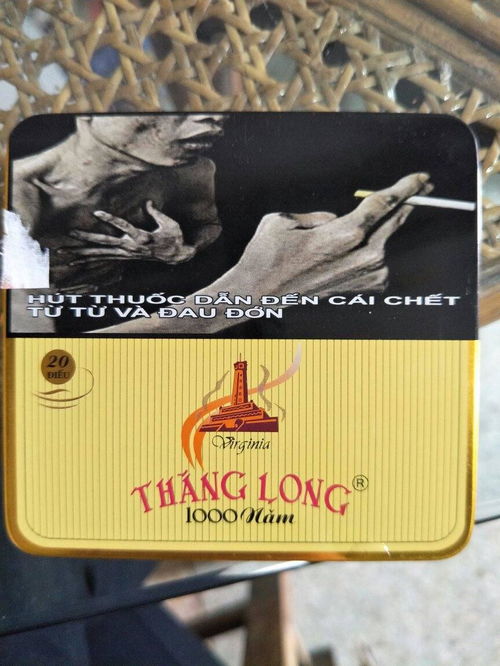 HÚT THUỐC DẪN ĐẾN CÁI CHẾT
TỪ TỪ VÀ ĐAU ĐỚN
20
ĐIẾU
Virginia
THĂNG LONG ®
1000 Năm